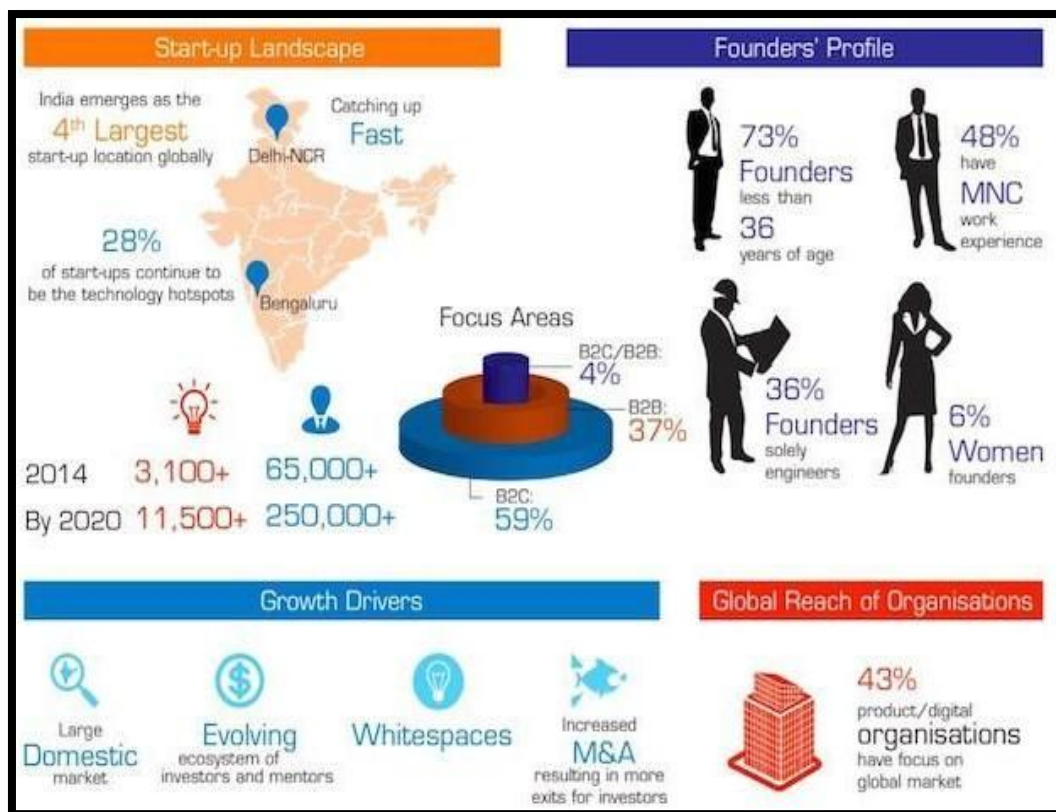 Start-up Landscape
India emerges as the
4th Largest
start-up location globally
Catching up
Fast
Delhi-NCR
28%
of start-ups continue to
be the technology hotspots
Bengaluru
2014 3,100+ 65,000+
By 2020 11,500+ 250,000+
Focus Areas
B2C/B2B:
4%
B2B:
37%
B2C:
59%
Founders' Profile
73%
Founders
less than
36
years of age
48%
have
MNC
work
experience
36%
Founders
solely
engineers
6%
Women
founders
Growth Drivers
Large
Domestic
market
Evolving
ecosystem of
investors and mentors
Whitespaces
Increased
M&A
resulting in more
exits for investors
Global Reach of Organisations
43%
product/digital
organisations
have focus on
global market